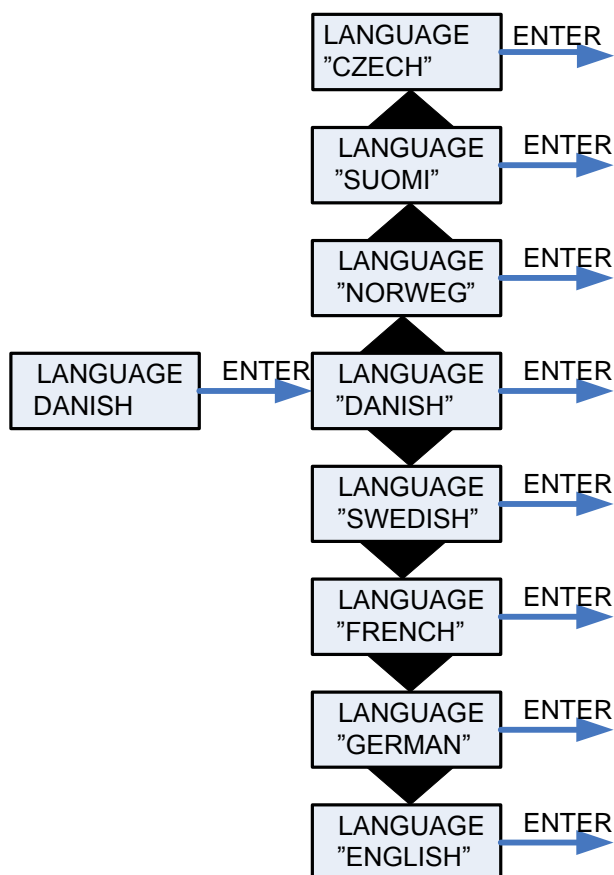 LANGUAGE
”CZECH”
ENTER
LANGUAGE
”SUOMI”
ENTER
LANGUAGE
”NORWEG”
ENTER
LANGUAGE
DANISH
ENTER
LANGUAGE
”DANISH”
ENTER
LANGUAGE
”SWEDISH”
ENTER
LANGUAGE
”FRENCH”
ENTER
LANGUAGE
”GERMAN”
ENTER
LANGUAGE
”ENGLISH”
ENTER